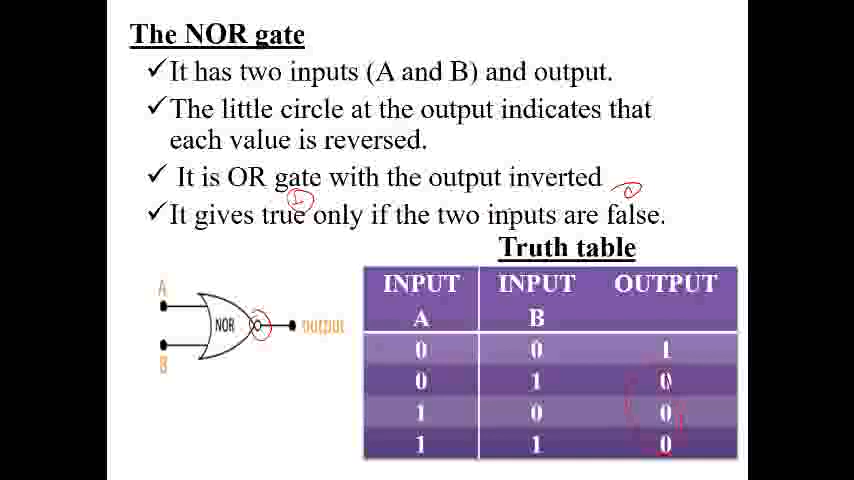 The NOR gate
✓ It has two inputs (A and B) and output.
✓ The little circle at the output indicates that
each value is reversed.
✓ It is OR gate with the output inverted
✓ It gives true only if the two inputs are false.
Truth table
A
NOR
output
B
INPUT A INPUT B OUTPUT
0 0 1
0 1 0
1 0 0
1 1 0